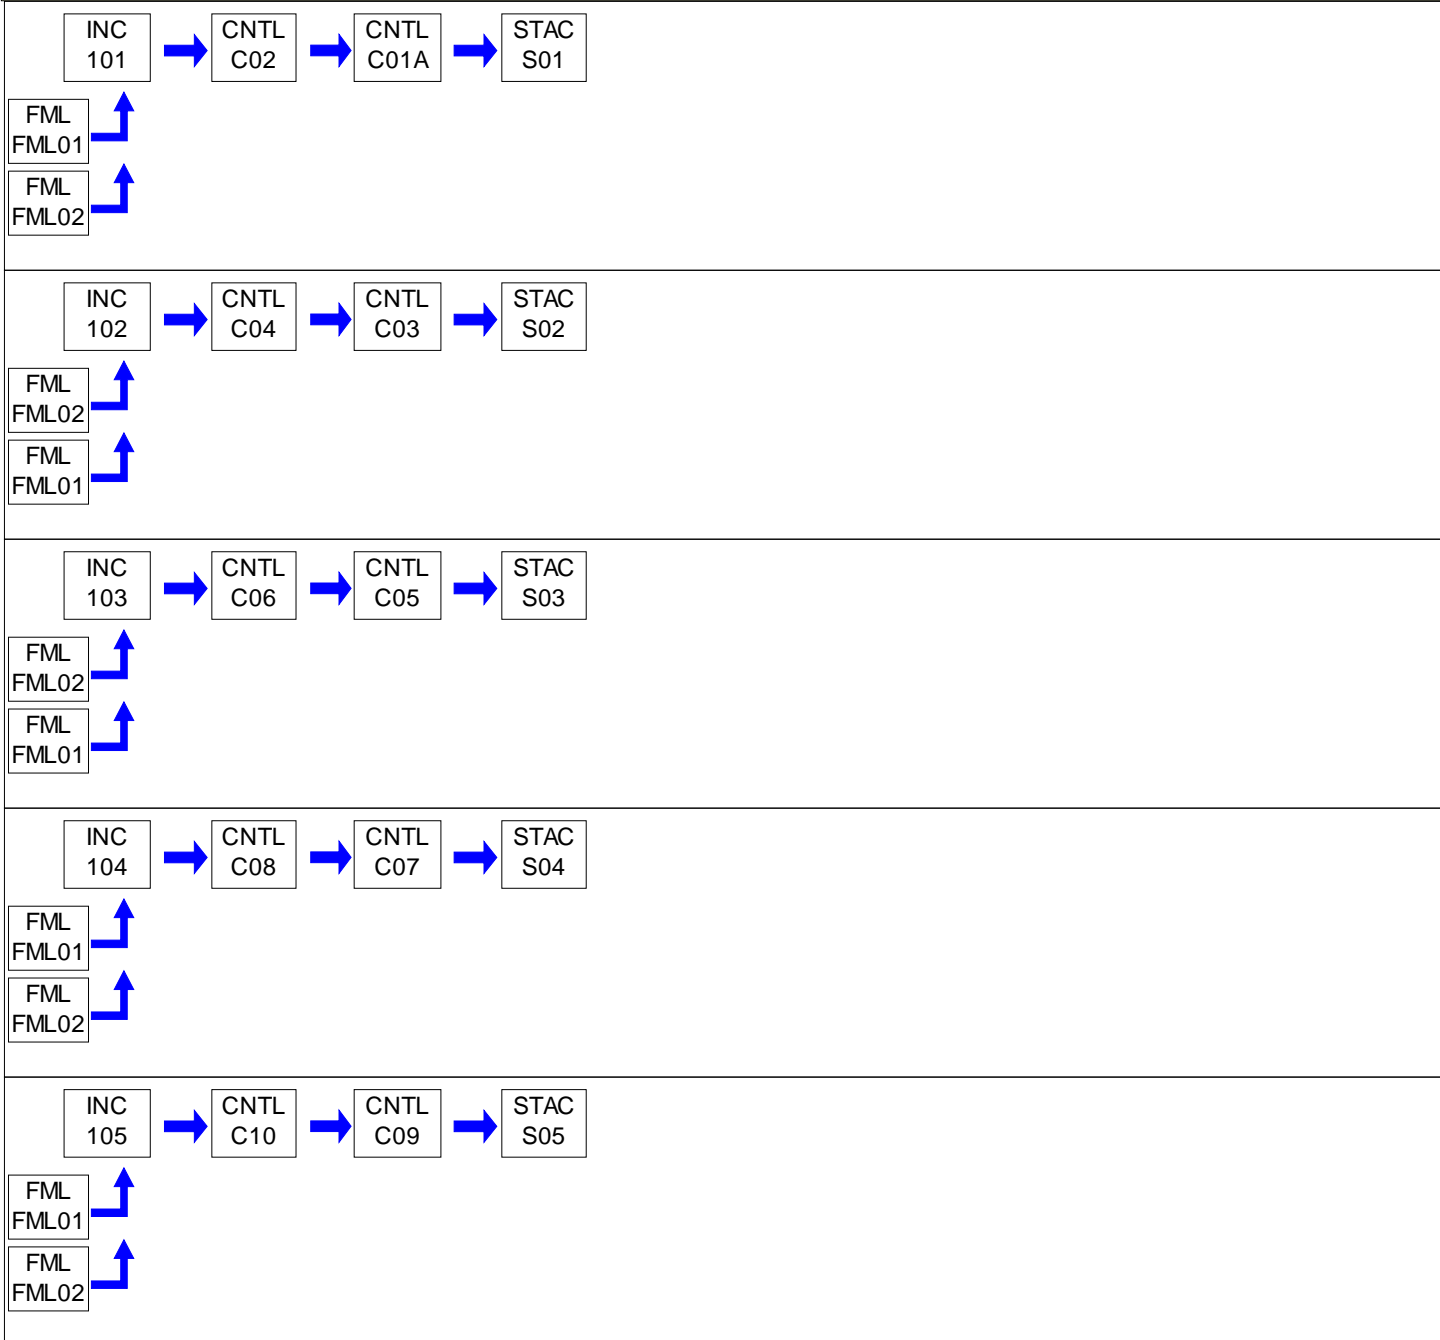 INC
101
CNTL
C02
CNTL
C01A
STAC
S01
FML
FML01
FML
FML02
INC
102
CNTL
C04
CNTL
C03
STAC
S02
FML
FML02
FML
FML01
INC
103
CNTL
C06
CNTL
C05
STAC
S03
FML
FML02
FML
FML01
INC
104
CNTL
C08
CNTL
C07
STAC
S04
FML
FML01
FML
FML02
INC
105
CNTL
C10
CNTL
C09
STAC
S05
FML
FML01
FML
FML02